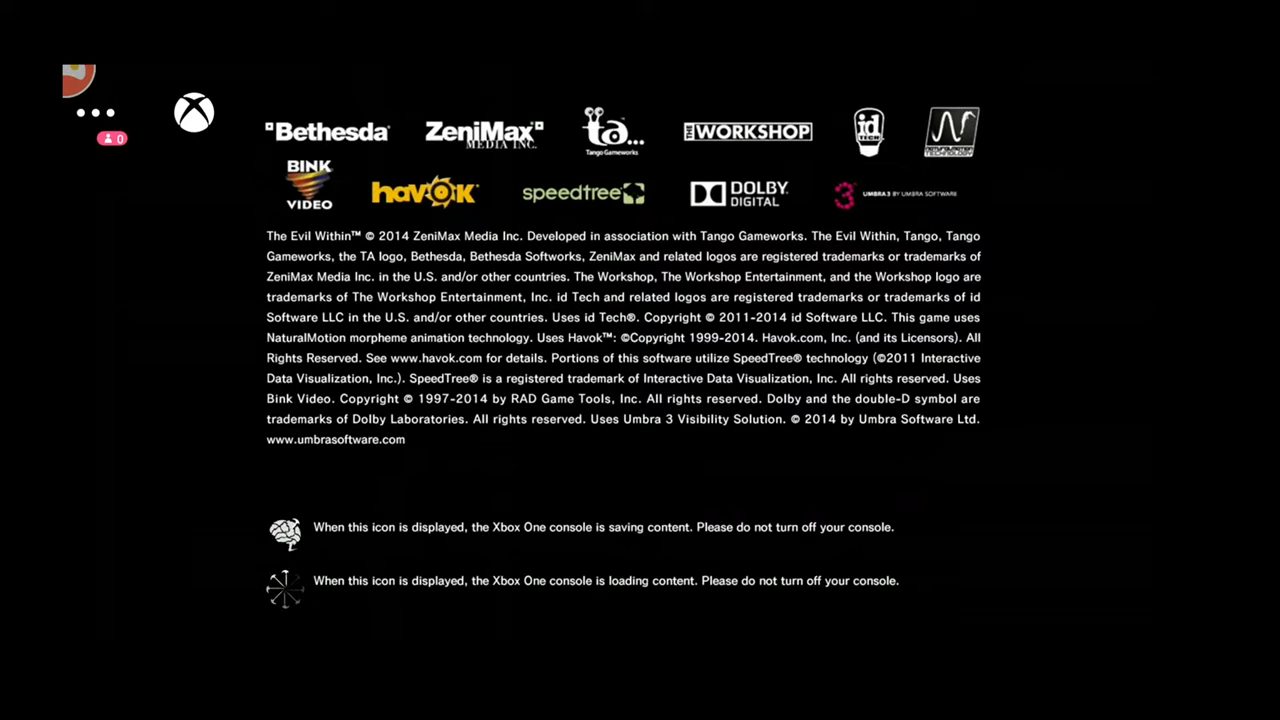 0
Bethesda
ZeniMax
MEDIA INC.
ta...
Tango Gameworks
THE WORKSHOP
id
TECH
BINK
VIDEO
havok
speedtree
DOLBY
DIGITAL
3 UMBRA 3 BY UMBRA SOFTWARE
The Evil Within™ © 2014 ZeniMax Media Inc. Developed in association with Tango Gameworks. The Evil Within, Tango, Tango
Gameworks, the TA logo, Bethesda, Bethesda Softworks, ZeniMax and related logos are registered trademarks or trademarks of
ZeniMax Media Inc. in the U.S. and/or other countries. The Workshop, The Workshop Entertainment, and the Workshop logo are
trademarks of The Workshop Entertainment, Inc. id Tech and related logos are registered trademarks or trademarks of id
Software LLC in the U.S. and/or other countries. Uses id Tech®. Copyright © 2011-2014 id Software LLC. This game uses
NaturalMotion morpheme animation technology. Uses Havok™: ©Copyright 1999-2014. Havok.com, Inc. (and its Licensors). All
Rights Reserved. See www.havok.com for details. Portions of this software utilize SpeedTree® technology (©2011 Interactive
Data Visualization, Inc.). SpeedTree® is a registered trademark of Interactive Data Visualization, Inc. All rights reserved. Uses
Bink Video. Copyright © 1997-2014 by RAD Game Tools, Inc. All rights reserved. Dolby and the double-D symbol are
trademarks of Dolby Laboratories. All rights reserved. Uses Umbra 3 Visibility Solution. © 2014 by Umbra Software Ltd.
www.umbrasoftware.com
When this icon is displayed, the Xbox One console is saving content. Please do not turn off your console.
When this icon is displayed, the Xbox One console is loading content. Please do not turn off your console.